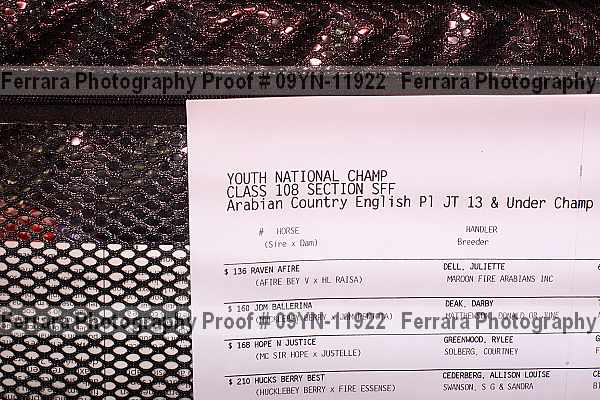 Ferrara Photography Proof # 09YN-11922 Ferrara Photography
YOUTH NATIONAL CHAMP
CLASS 108 SECTION SFF
Arabian Country English Pl JT 13 & Under Champ
# HORSE HANDLER
(Sire x Dam) Breeder
$ 136 RAVEN AFIRE DELL, JULIETTE
(AFIRE BEY V x HL RAISA) MAROON FIRE ARABIANS INC
$ 160 JDM BALLERINA DEAK, DARBY
Ferrara Photography Proof # 09YN-11922 Ferrara Photography
$ 168 HOPE N JUSTICE GREENWOOD, RYLEE
(MC SIR HOPE x JUSTELLE) SOLBERG, COURTNEY
$ 210 HUCKS BERRY BEST CEDERBERG, ALLISON LOUISE
(HUCKLEBEY BERRY x FIRE ESSENSE) SWANSON, S G & SANDRA